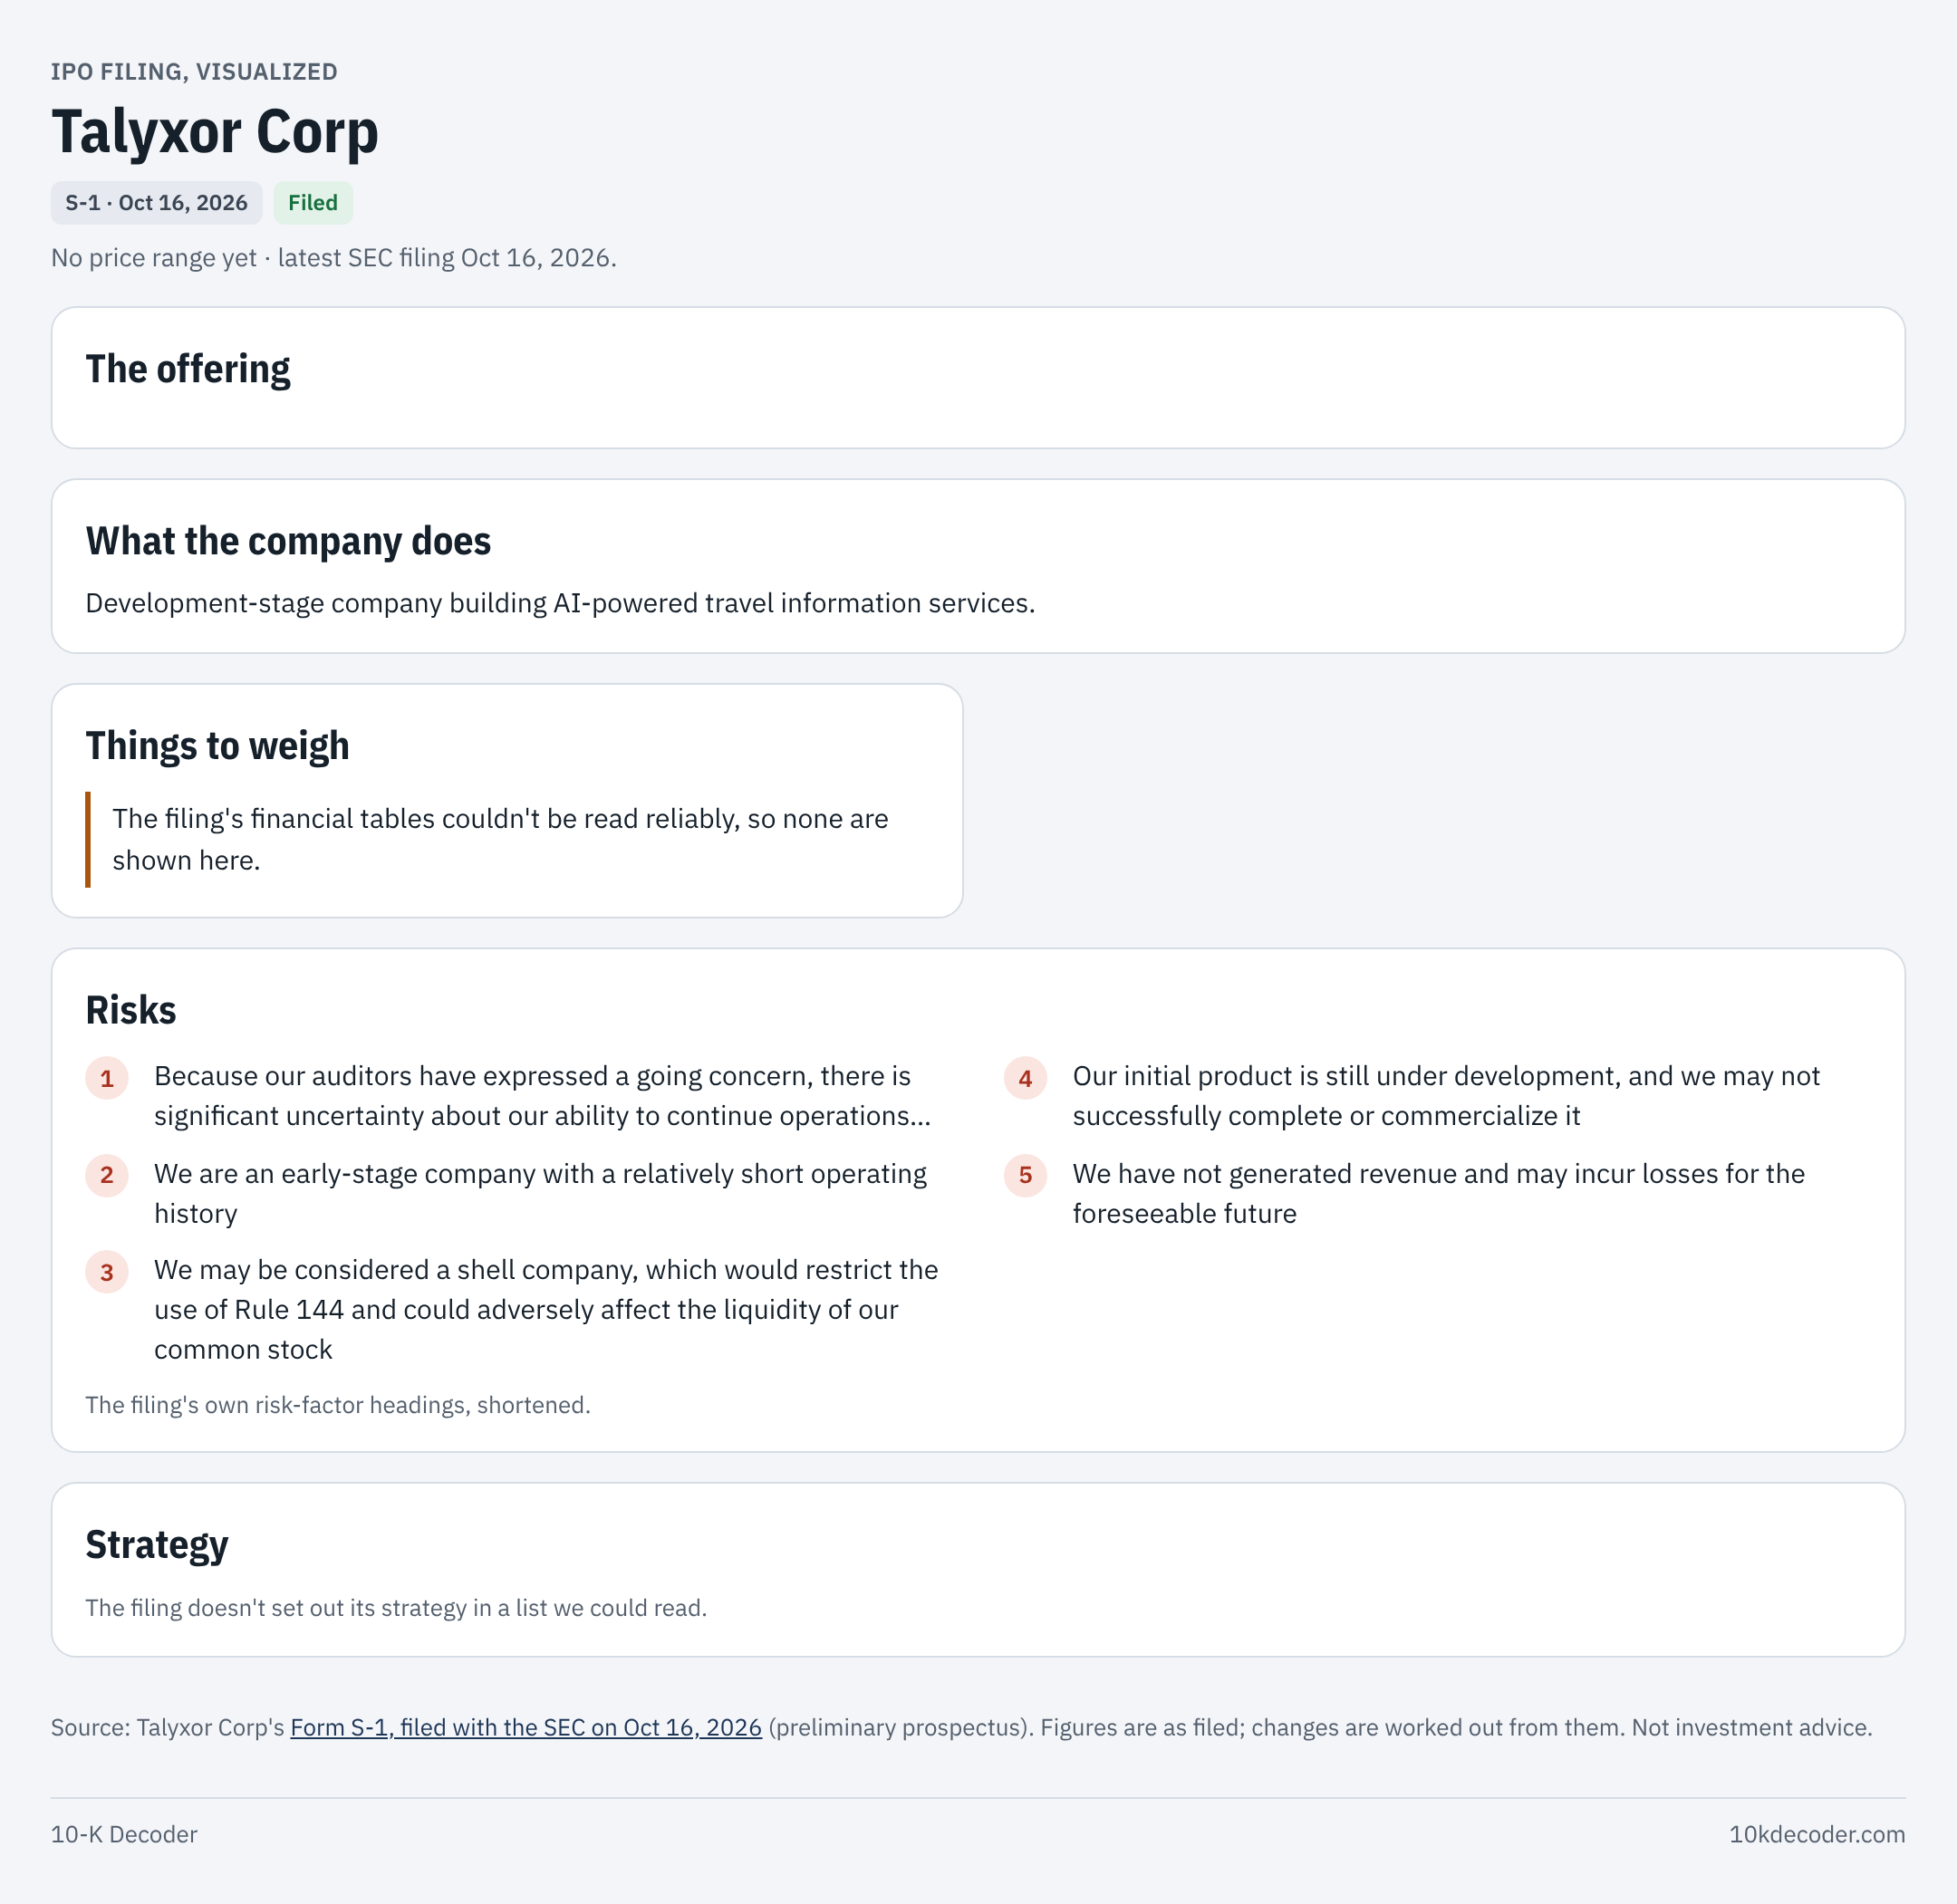 IPO FILING, VISUALIZED
Talyxor Corp
S-1 · Oct 16, 2026
Filed
No price range yet · latest SEC filing Oct 16, 2026.
The offering
What the company does
Development-stage company building AI-powered travel information services.
Things to weigh
The filing's financial tables couldn't be read reliably, so none are
shown here.
Risks
1
Because our auditors have expressed a going concern, there is
significant uncertainty about our ability to continue operations…
2
We are an early-stage company with a relatively short operating
history
3
We may be considered a shell company, which would restrict the
use of Rule 144 and could adversely affect the liquidity of our
common stock
4
Our initial product is still under development, and we may not
successfully complete or commercialize it
5
We have not generated revenue and may incur losses for the
foreseeable future
The filing's own risk-factor headings, shortened.
Strategy
The filing doesn't set out its strategy in a list we could read.
Source: Talyxor Corp's Form S-1, filed with the SEC on Oct 16, 2026 (preliminary prospectus). Figures are as filed; changes are worked out from them. Not investment advice.
10-K Decoder
10kdecoder.com